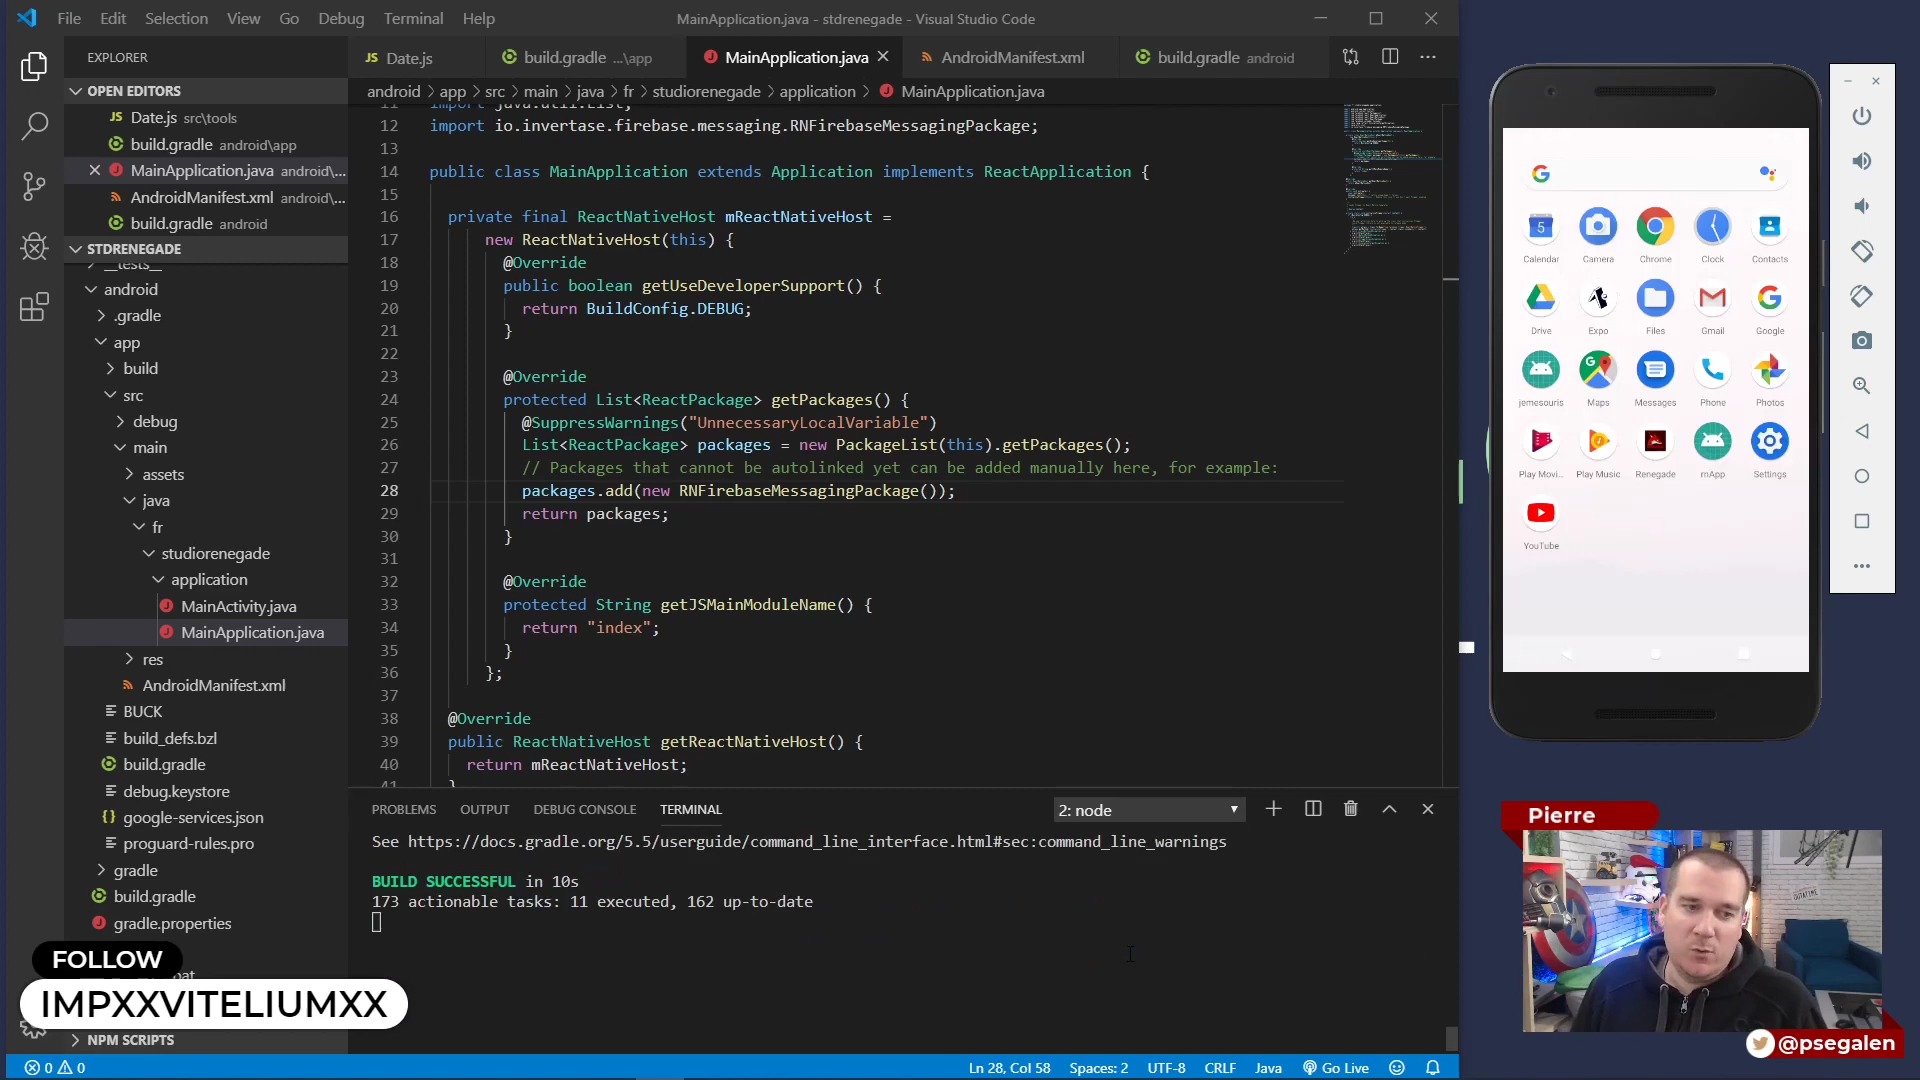 File Edit Selection View Go Debug Terminal Help
MainApplication.java - stdrenegade - Visual Studio Code
EXPLORER
OPEN EDITORS
Date.js src\tools
build.gradle android\app
MainApplication.java android\...
AndroidManifest.xml android\...
build.gradle android
STDRENEGADE
__tests__
android
.gradle
app
build
src
debug
main
assets
java
fr
studiorenegade
application
MainActivity.java
MainApplication.java
res
AndroidManifest.xml
BUCK
build_defs.bzl
build.gradle
debug.keystore
google-services.json
proguard-rules.pro
gradle
build.gradle
gradle.properties
NPM SCRIPTS
FOLLOW
IMPXXVITELIUMXX
Date.js
build.gradle ...\app
MainApplication.java
AndroidManifest.xml
build.gradle android
android > app > src > main > java > fr > studiorenegade > application > MainApplication.java
11 import java.util.List;
12 import io.invertase.firebase.messaging.RNFirebaseMessagingPackage;
13
14 public class MainApplication extends Application implements ReactApplication {
15
16 private final ReactNativeHost mReactNativeHost =
17 new ReactNativeHost(this) {
18 @Override
19 public boolean getUseDeveloperSupport() {
20 return BuildConfig.DEBUG;
21 }
22
23 @Override
24 protected List<ReactPackage> getPackages() {
25 @SuppressWarnings("UnnecessaryLocalVariable")
26 List<ReactPackage> packages = new PackageList(this).getPackages();
27 // Packages that cannot be autolinked yet can be added manually here, for example:
28 packages.add(new RNFirebaseMessagingPackage());
29 return packages;
30 }
31
32 @Override
33 protected String getJSMainModuleName() {
34 return "index";
35 }
36 };
37
38 @Override
39 public ReactNativeHost getReactNativeHost() {
40 return mReactNativeHost;
41 }
PROBLEMS OUTPUT DEBUG CONSOLE TERMINAL
2: node
See https://docs.gradle.org/5.5/userguide/command_line_interface.html#sec:command_line_warnings
BUILD SUCCESSFUL in 10s
173 actionable tasks: 11 executed, 162 up-to-date
0 0
Ln 28, Col 58 Spaces: 2 UTF-8 CRLF Java Go Live
Calendar Camera Chrome Clock Contacts
Drive Expo Files Gmail Google
jemesouris Maps Messages Phone Photos
Play Movi... Play Music Renegade rnApp Settings
YouTube
Pierre
@psegalen